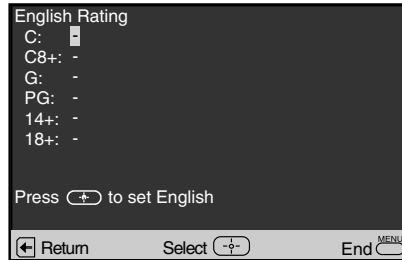 English Rating
C: -
C8+: -
G: -
PG: -
14+: -
18+: -
Press to set English
Return Select End MENU